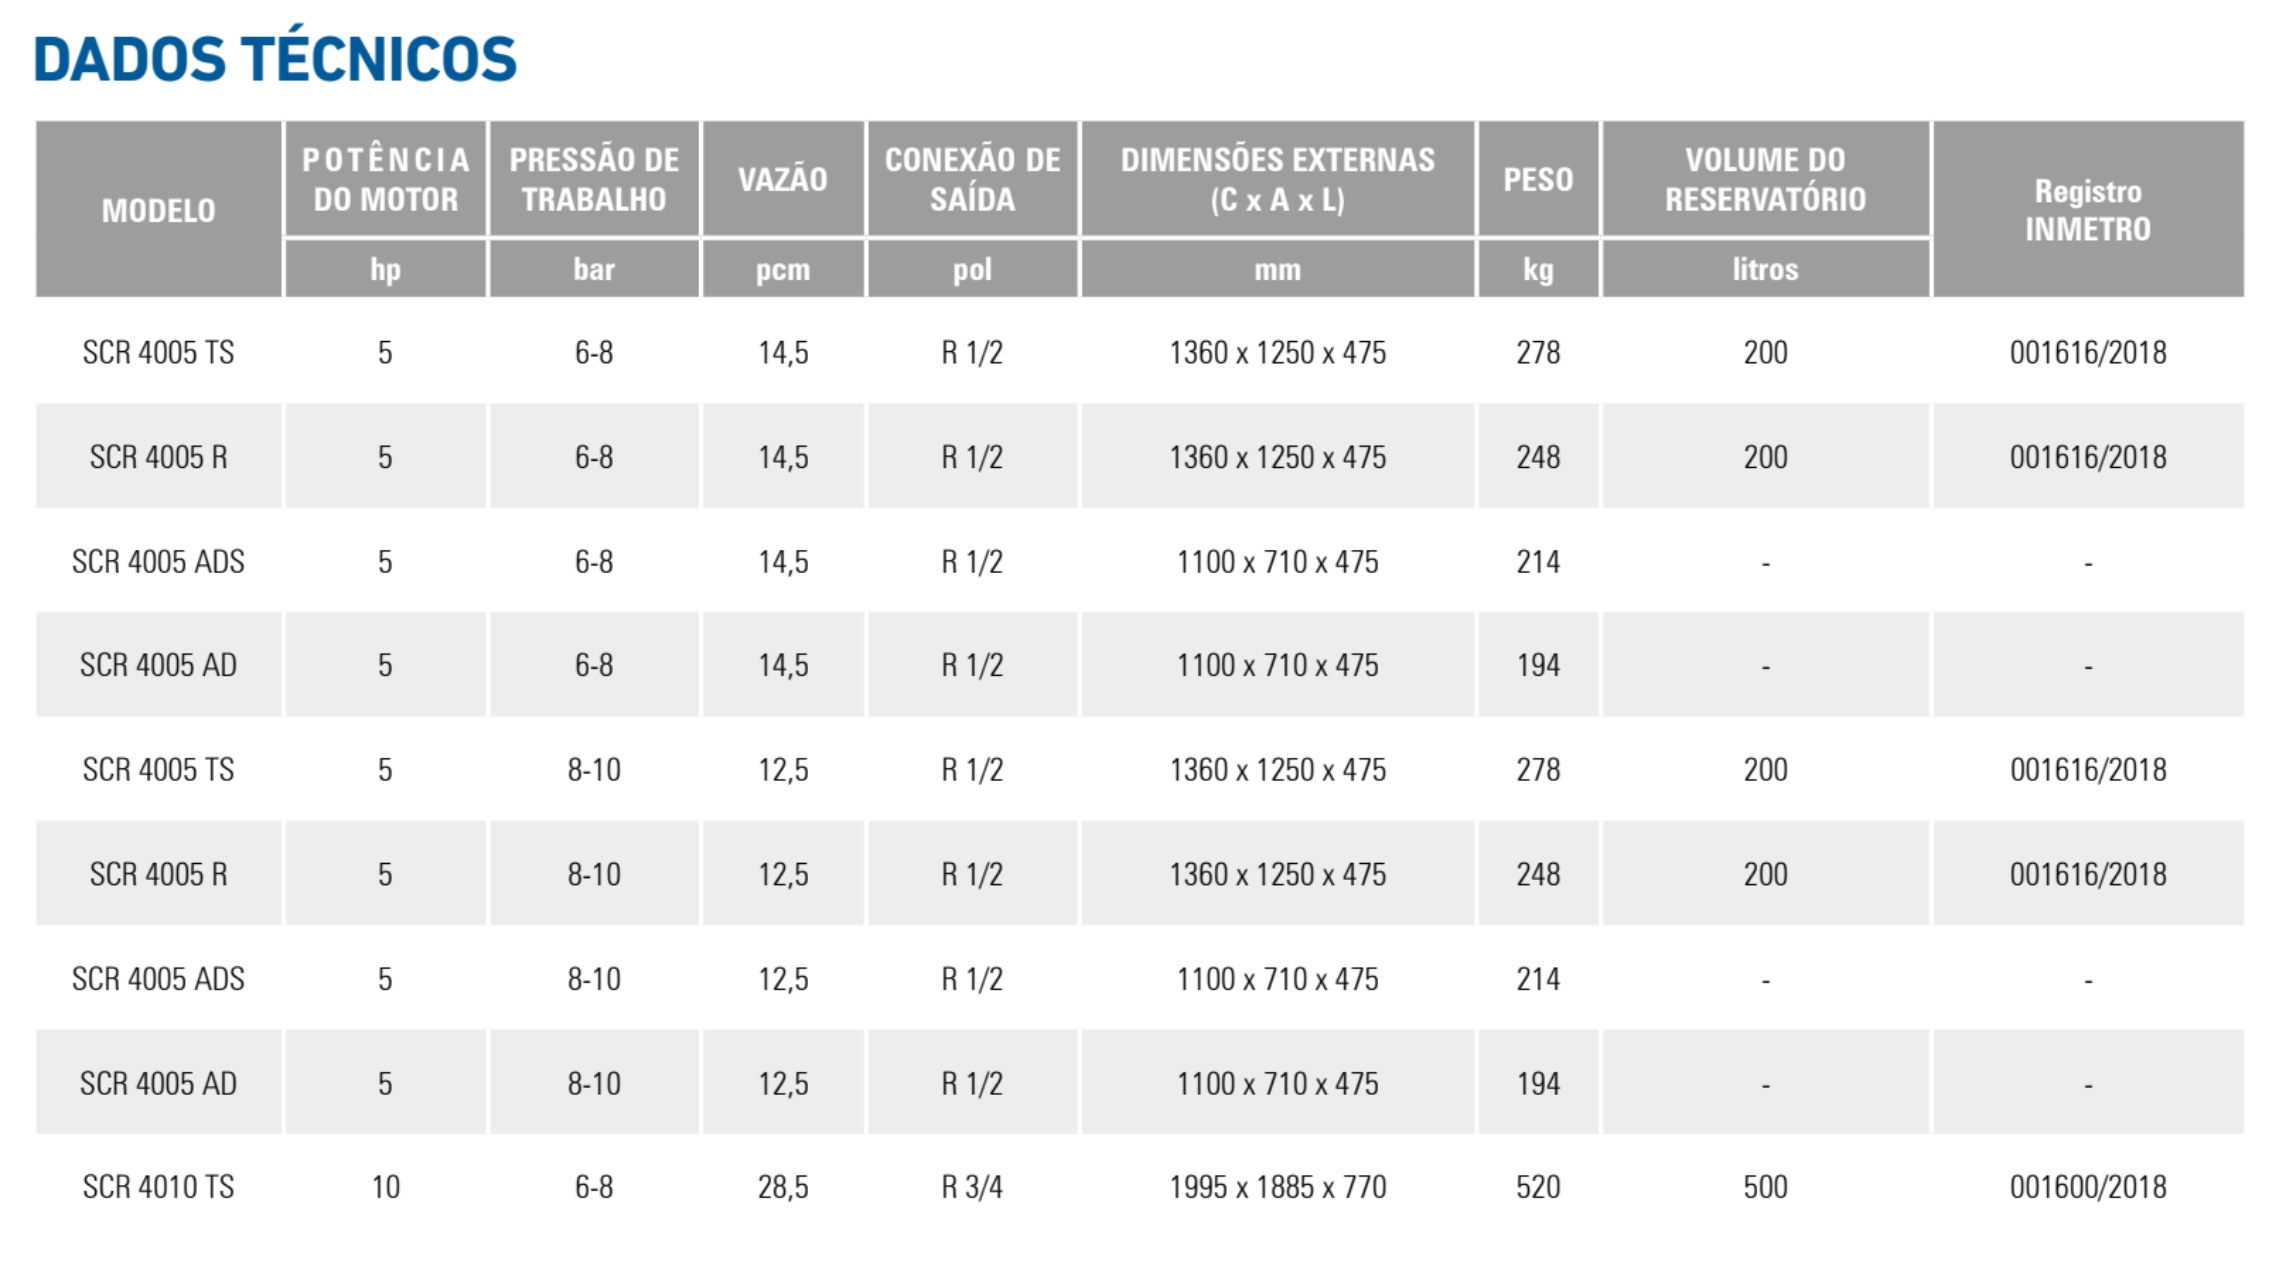 DADOS TÉCNICOS
MODELO POTÊNCIA DO MOTOR PRESSÃO DE TRABALHO VAZÃO CONEXÃO DE SAÍDA DIMENSÕES EXTERNAS (C x A x L) PESO VOLUME DO RESERVATÓRIO Registro INMETRO
hp bar pcm pol mm kg litros
SCR 4005 TS 5 6-8 14,5 R 1/2 1360 x 1250 x 475 278 200 001616/2018
SCR 4005 R 5 6-8 14,5 R 1/2 1360 x 1250 x 475 248 200 001616/2018
SCR 4005 ADS 5 6-8 14,5 R 1/2 1100 x 710 x 475 214 - -
SCR 4005 AD 5 6-8 14,5 R 1/2 1100 x 710 x 475 194 - -
SCR 4005 TS 5 8-10 12,5 R 1/2 1360 x 1250 x 475 278 200 001616/2018
SCR 4005 R 5 8-10 12,5 R 1/2 1360 x 1250 x 475 248 200 001616/2018
SCR 4005 ADS 5 8-10 12,5 R 1/2 1100 x 710 x 475 214 - -
SCR 4005 AD 5 8-10 12,5 R 1/2 1100 x 710 x 475 194 - -
SCR 4010 TS 10 6-8 28,5 R 3/4 1995 x 1885 x 770 520 500 001600/2018